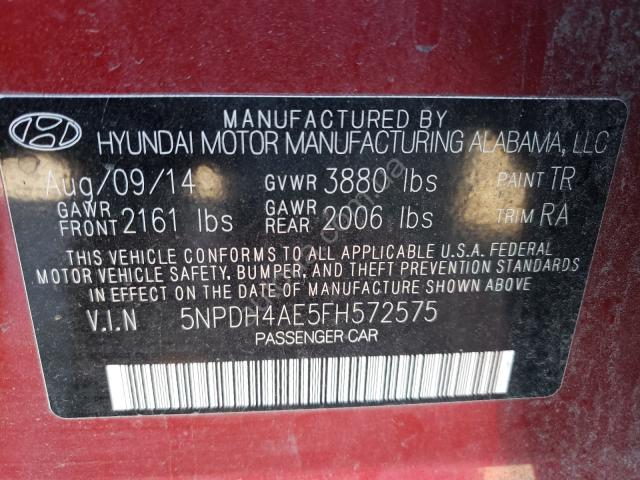 MANUFACTURED BY
HYUNDAI MOTOR MANUFACTURING ALABAMA, LLC
Aug/09/14 GVWR 3880 lbs PAINT TR
GAWR FRONT 2161 lbs GAWR REAR 2006 lbs TRIM RA
THIS VEHICLE CONFORMS TO ALL APPLICABLE U.S.A. FEDERAL
MOTOR VEHICLE SAFETY, BUMPER, AND THEFT PREVENTION STANDARDS
IN EFFECT ON THE DATE OF MANUFACTURE SHOWN ABOVE.
V.I.N 5NPDH4AE5FH572575
PASSENGER CAR